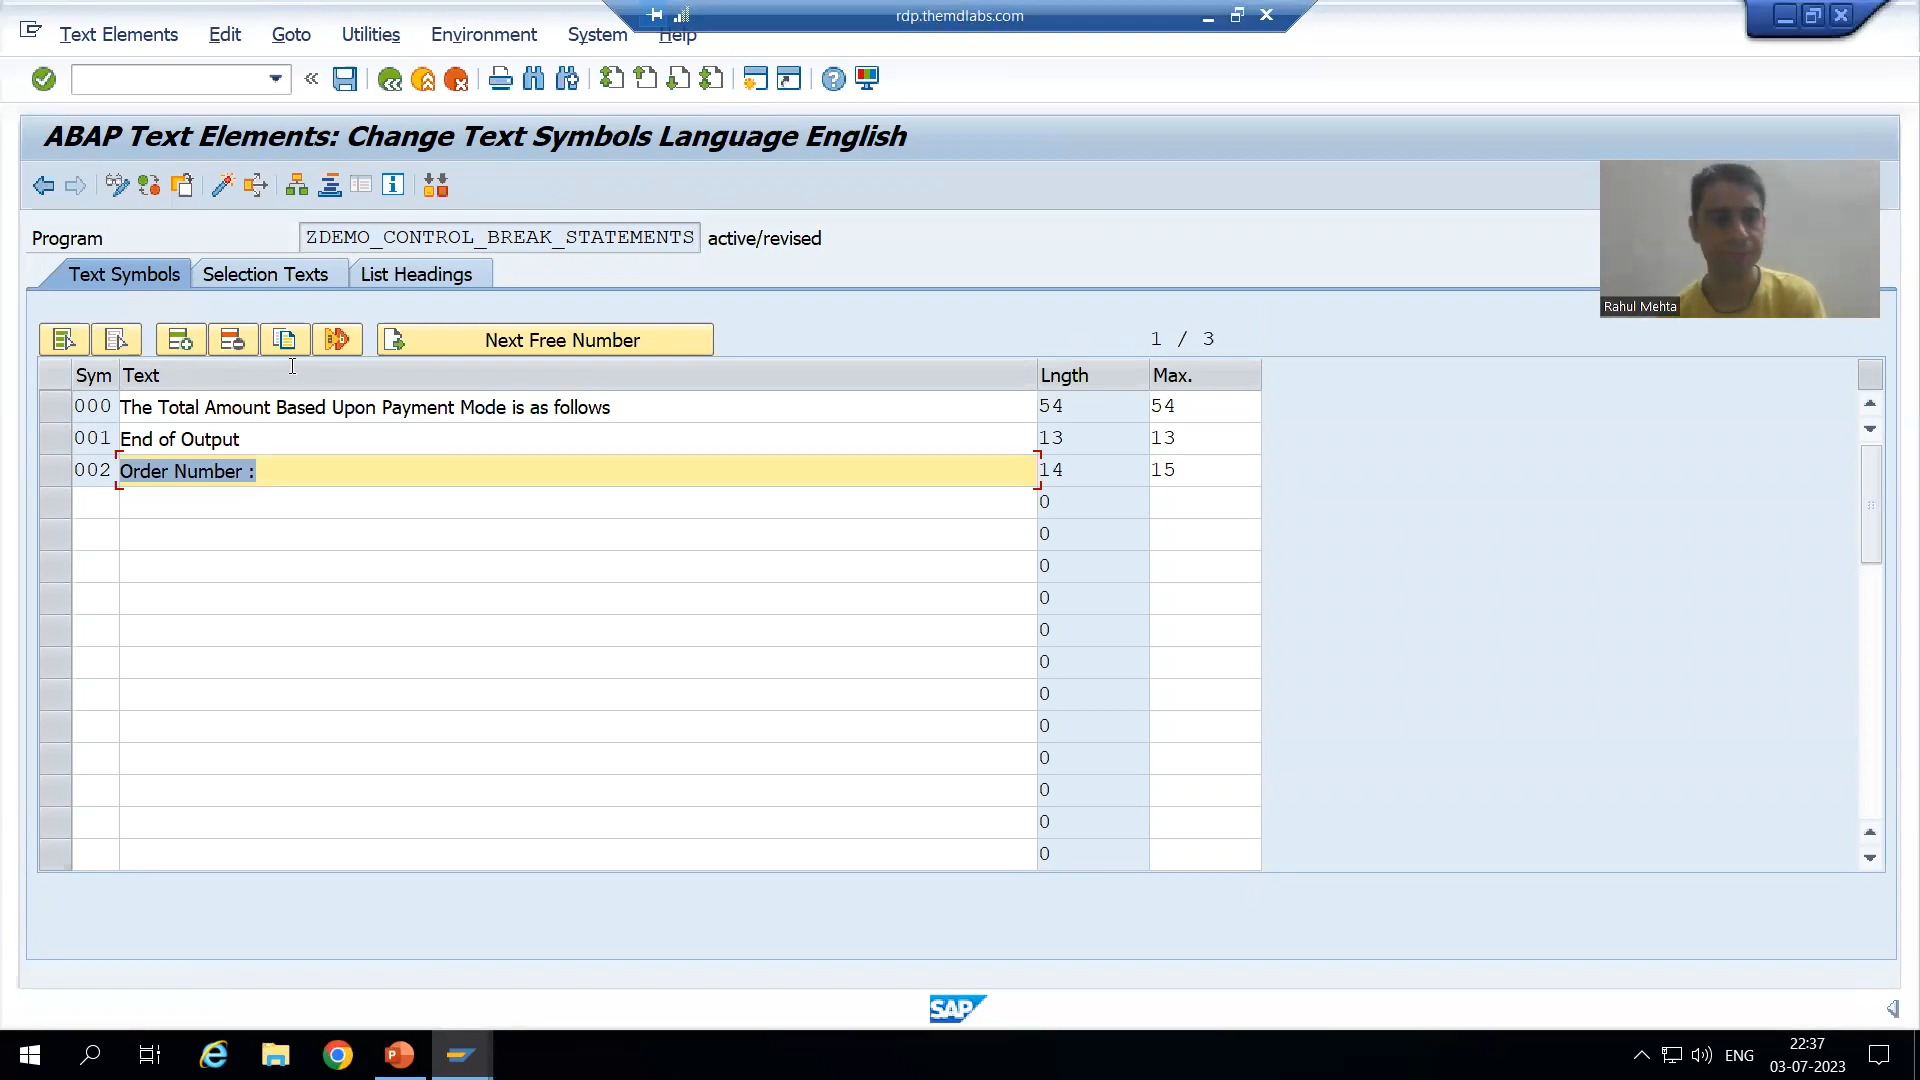 rdp.themdlabs.com
Text Elements Edit Goto Utilities Environment System Help
ABAP Text Elements: Change Text Symbols Language English
Program ZDEMO_CONTROL_BREAK_STATEMENTS active/revised
Rahul Mehta
Text Symbols Selection Texts List Headings
Next Free Number 1 / 3
Sym Text Lngth Max.
000 The Total Amount Based Upon Payment Mode is as follows 54 54
001 End of Output 13 13
002 Order Number : 14 15
0
0
0
0
0
0
0
0
0
0
0
0
SAP
ENG 22:37
03-07-2023